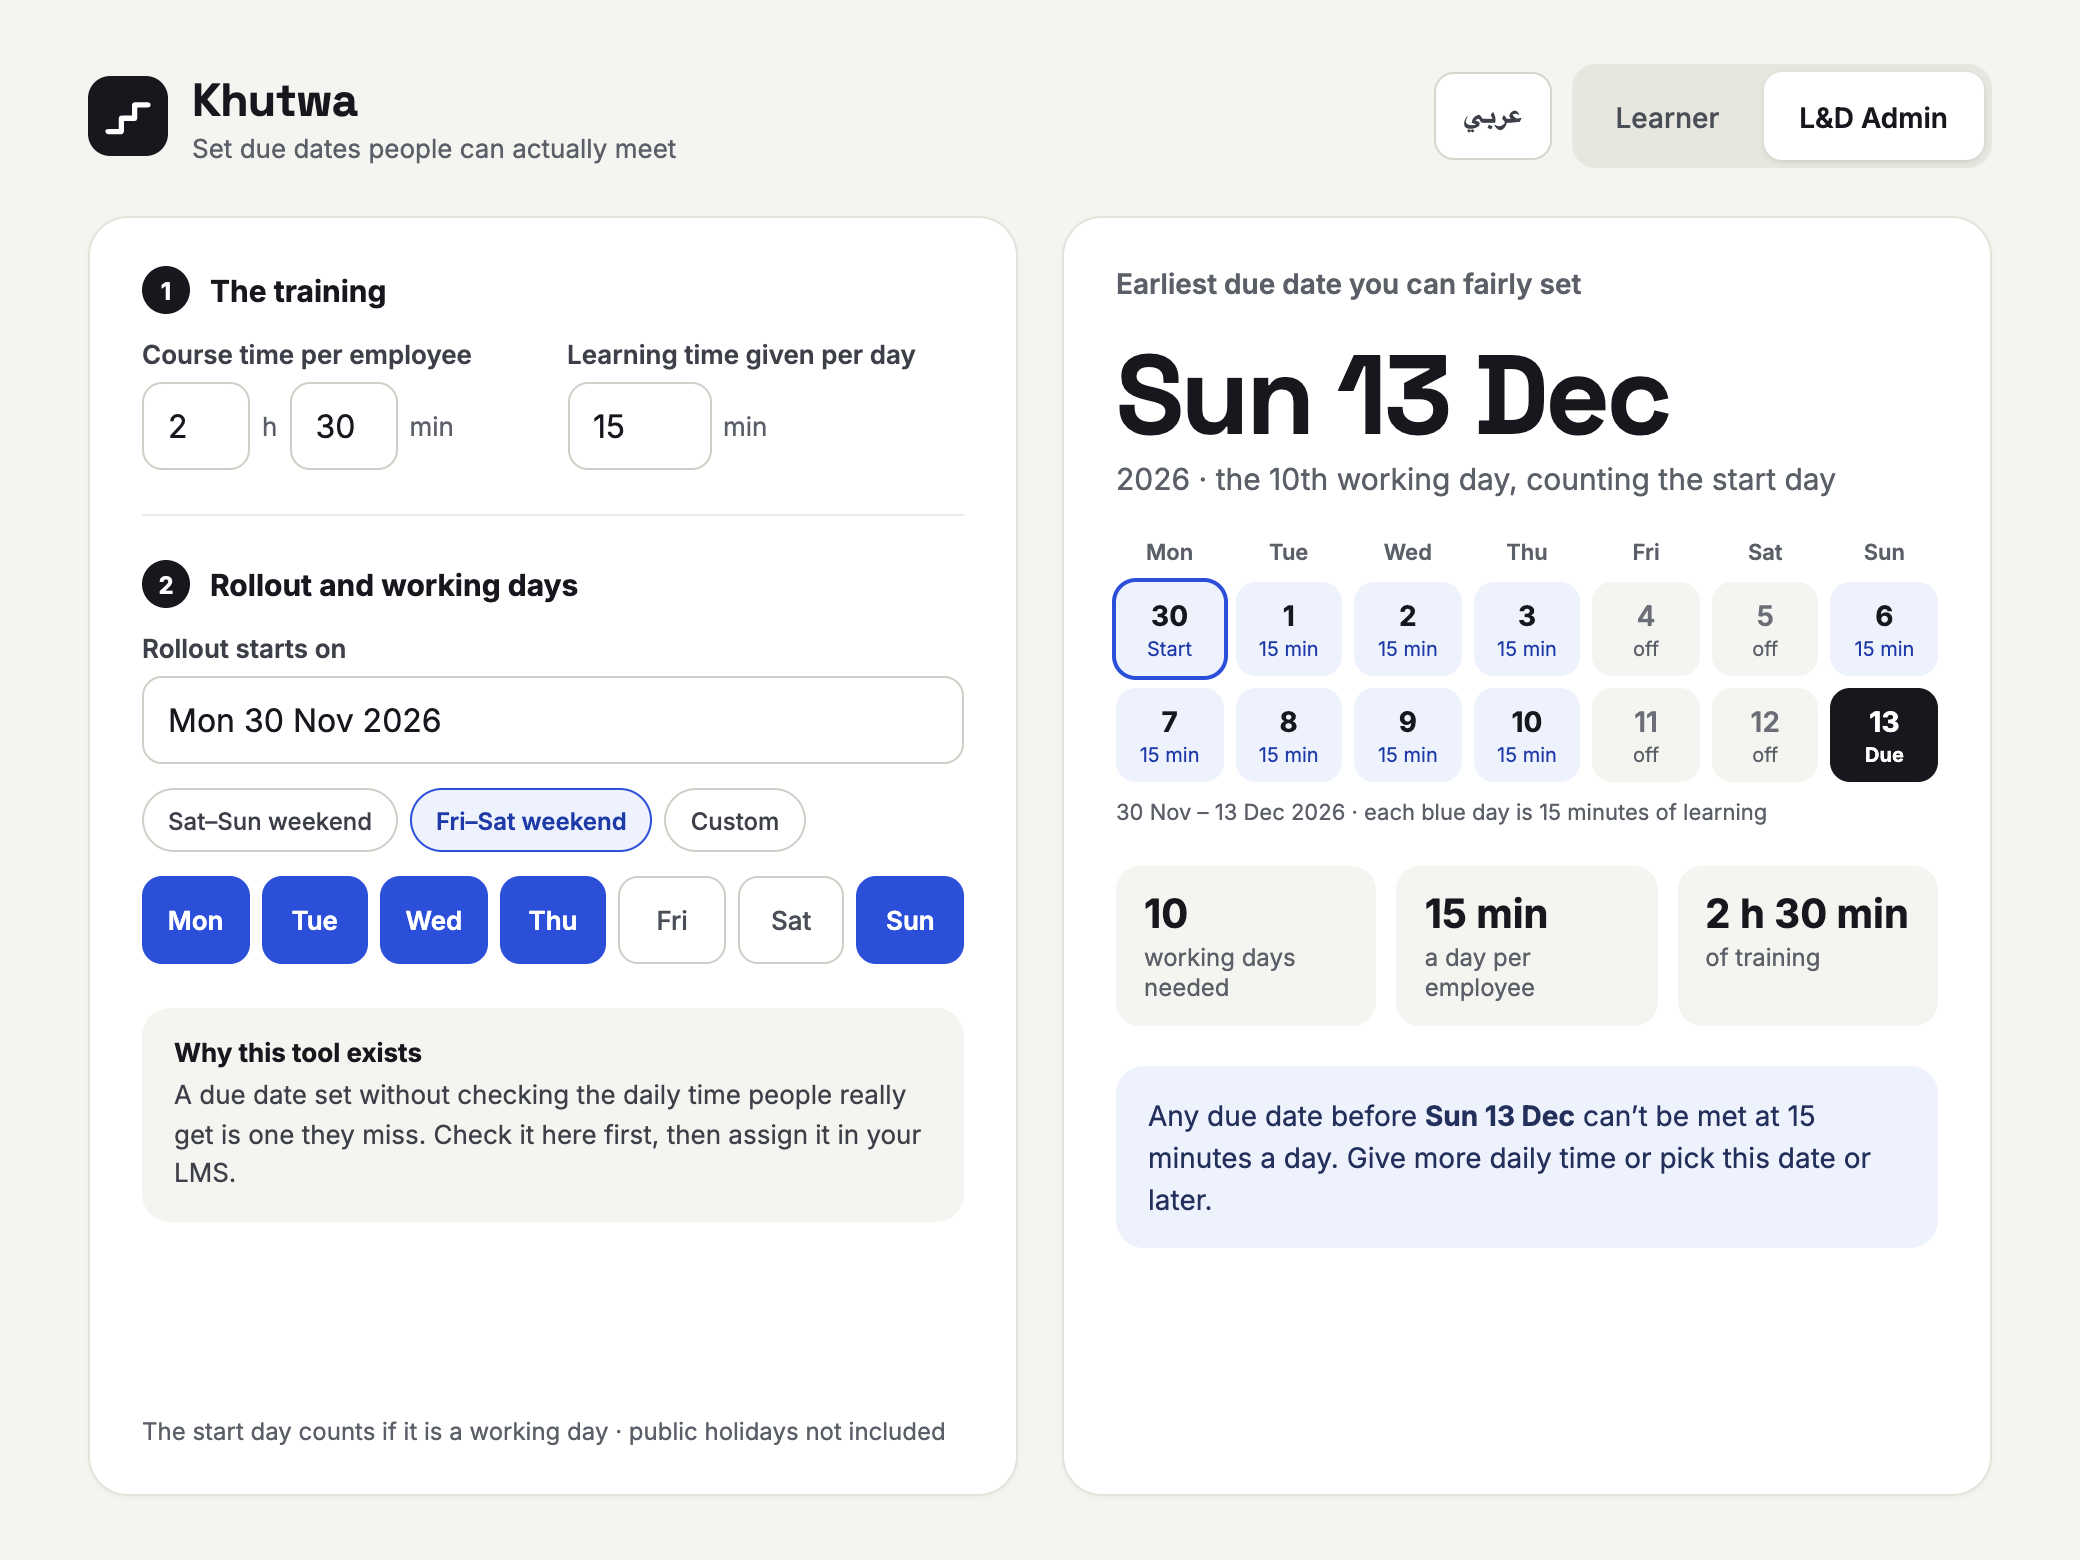 Khutwa
Set due dates people can actually meet
عربي
Learner
L&D Admin
1 The training
Course time per employee
2 h 30 min
Learning time given per day
15 min
2 Rollout and working days
Rollout starts on
Mon 30 Nov 2026
Sat–Sun weekend Fri–Sat weekend Custom
Mon Tue Wed Thu Fri Sat Sun
Why this tool exists
A due date set without checking the daily time people really
get is one they miss. Check it here first, then assign it in your
LMS.
The start day counts if it is a working day · public holidays not included
Earliest due date you can fairly set
Sun 13 Dec
2026 · the 10th working day, counting the start day
Mon Tue Wed Thu Fri Sat Sun
30 1 2 3 4 5 6
Start 15 min 15 min 15 min off off 15 min
7 8 9 10 11 12 13
15 min 15 min 15 min 15 min off off Due
30 Nov – 13 Dec 2026 · each blue day is 15 minutes of learning
10
working days
needed
15 min
a day per
employee
2 h 30 min
of training
Any due date before Sun 13 Dec can’t be met at 15
minutes a day. Give more daily time or pick this date or
later.